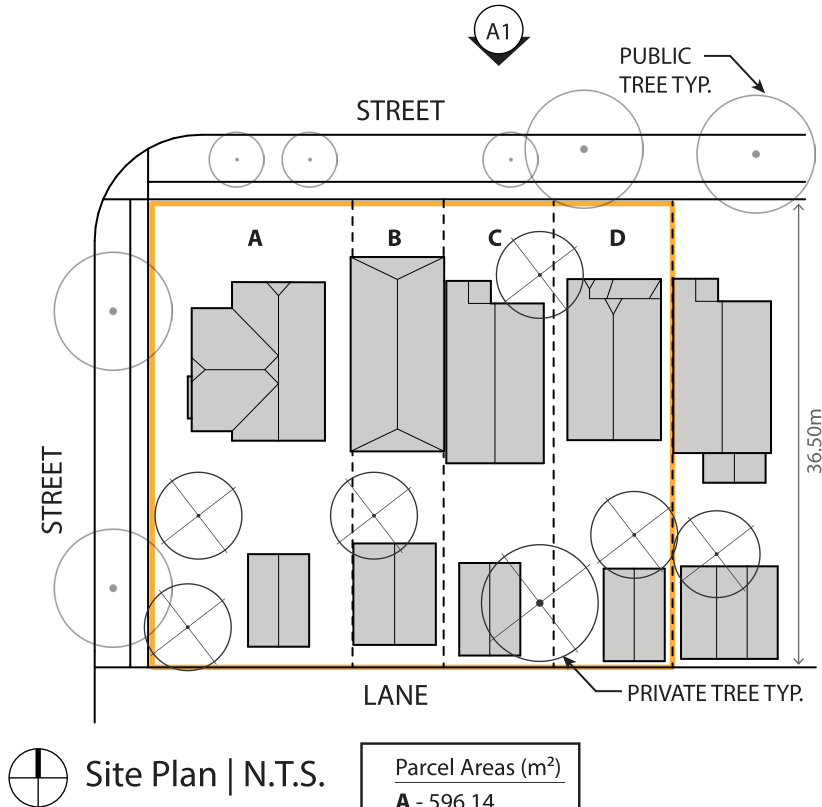 A1
PUBLIC
TREE TYP.
STREET
A
B
C
D
36.50m
STREET
LANE
PRIVATE TREE TYP.
Site Plan | N.T.S.
Parcel Areas (m²)
A - 596.14